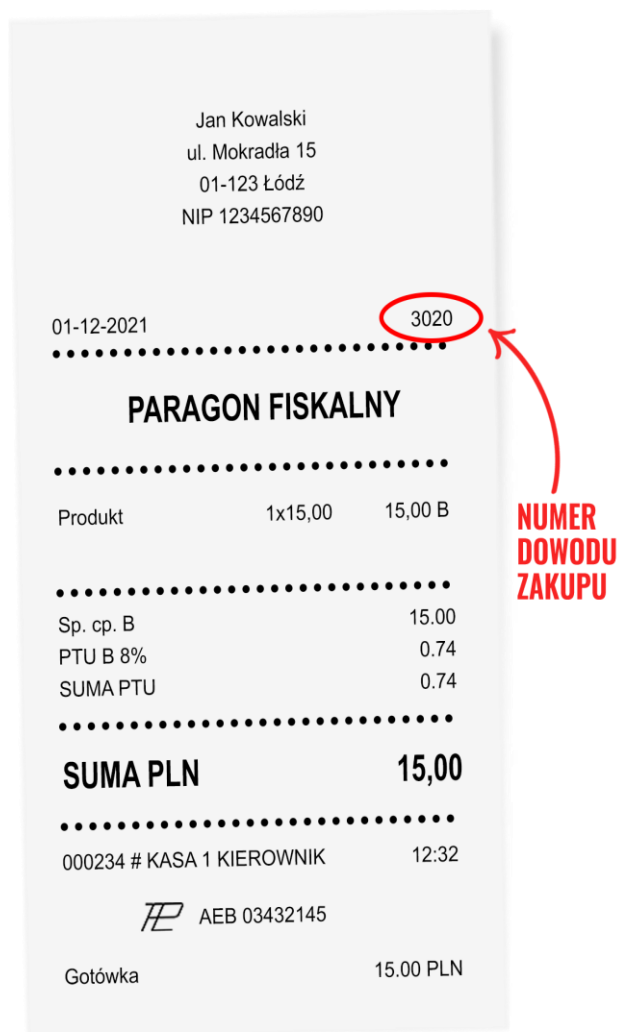 Jan Kowalski
ul. Mokradła 15
01-123 Łódź
NIP 1234567890
01-12-2021 3020
PARAGON FISKALNY
Produkt 1x15,00 15,00 B
NUMER
DOWODU
ZAKUPU
Sp. cp. B 15.00
PTU B 8% 0.74
SUMA PTU 0.74
SUMA PLN 15,00
000234 # KASA 1 KIEROWNIK 12:32
AEB 03432145
Gotówka 15.00 PLN